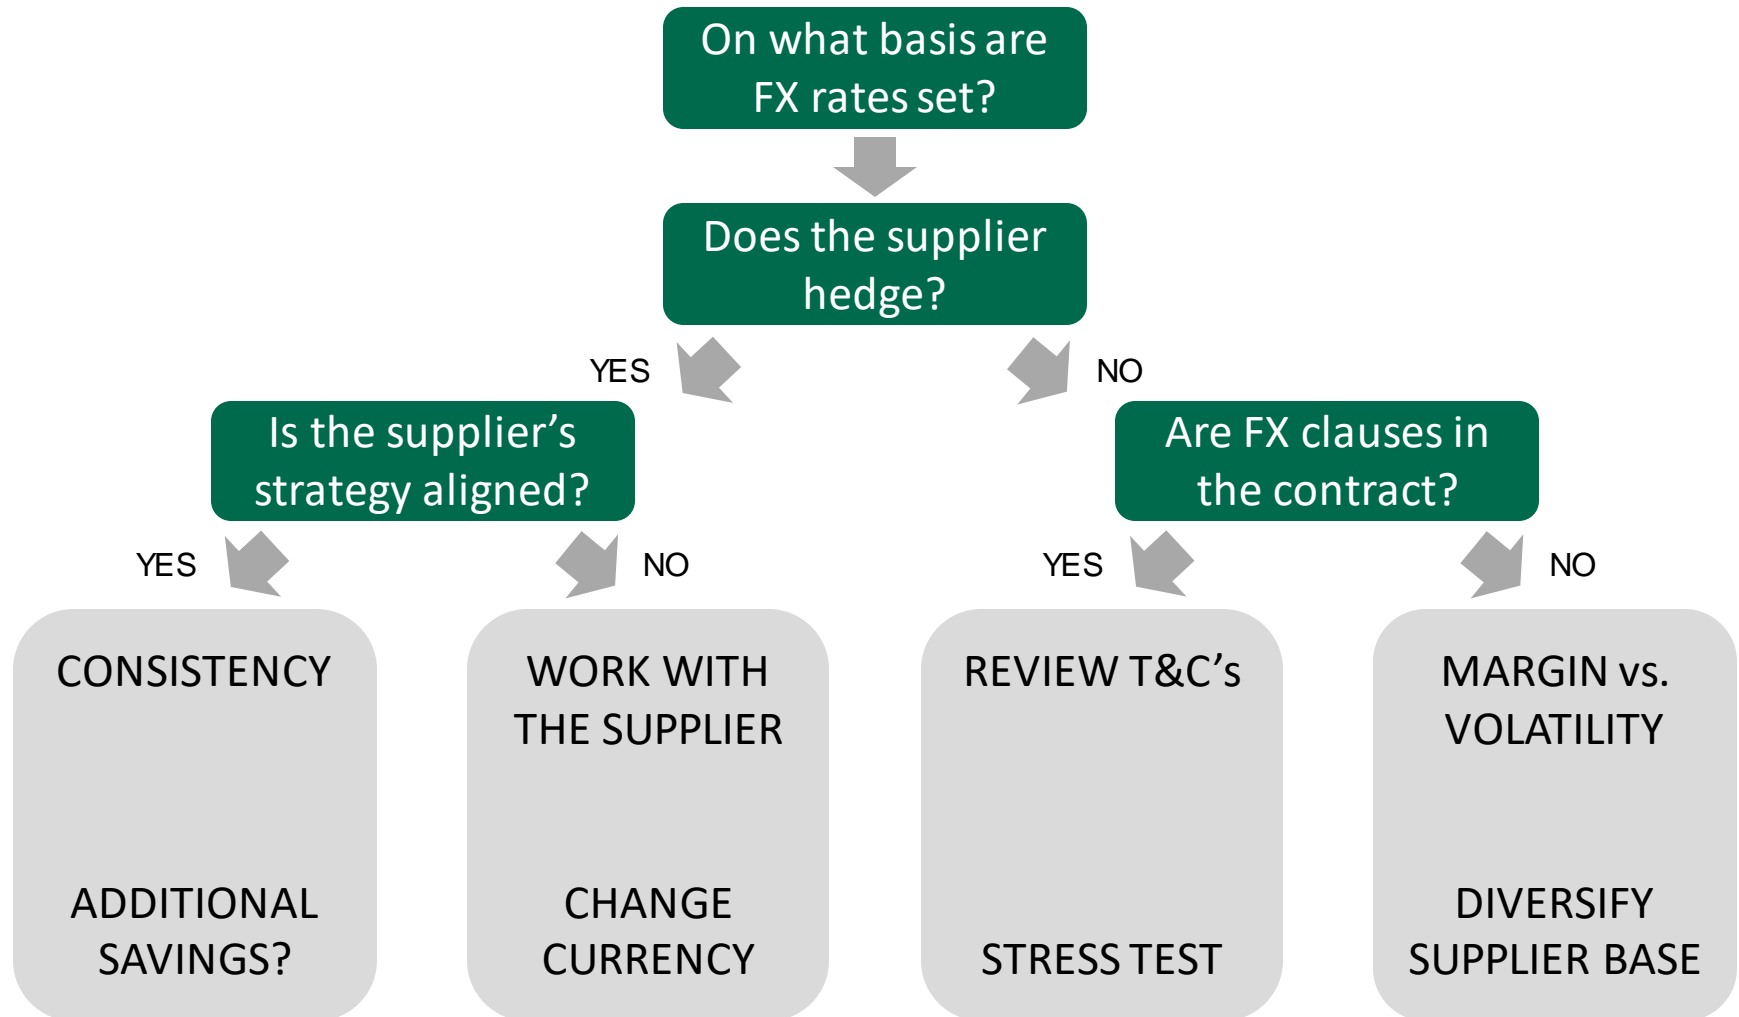 On what basis are
FX rates set?
Does the supplier
hedge?
YES
NO
Is the supplier’s
strategy aligned?
Are FX clauses in
the contract?
YES
NO
YES
NO
CONSISTENCY
ADDITIONAL
SAVINGS?
WORK WITH
THE SUPPLIER
CHANGE
CURRENCY
REVIEW T&C’s
STRESS TEST
MARGIN vs.
VOLATILITY
DIVERSIFY
SUPPLIER BASE